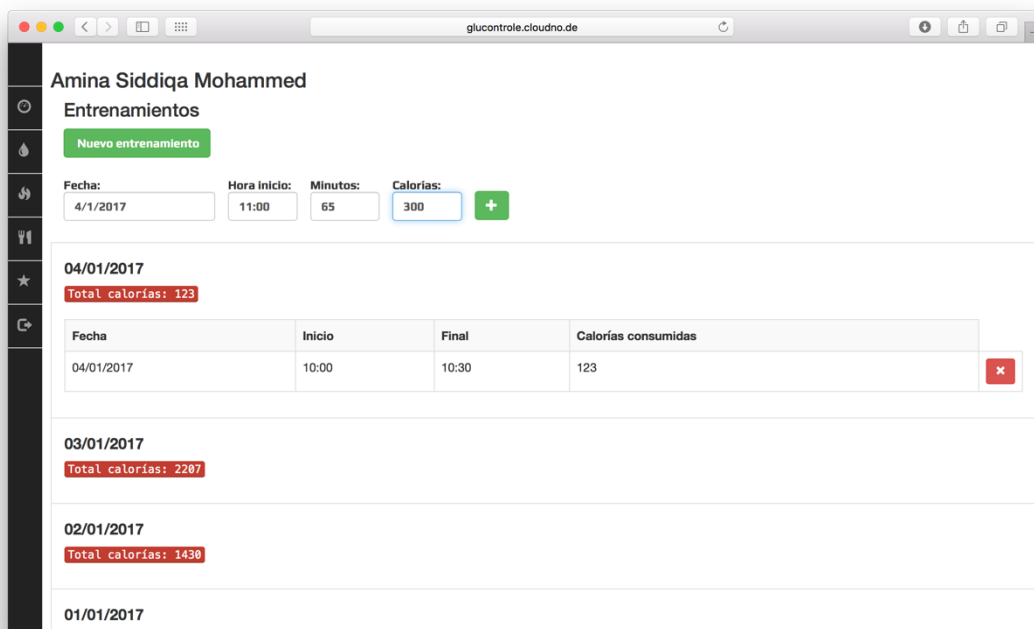 glucontrole.cloudno.de
Amina Siddiqa Mohammed
Entrenamientos
Nuevo entrenamiento
Fecha: Hora inicio: Minutos: Calorías:
4/1/2017 11:00 65 300
04/01/2017
Total calorías: 123
Fecha Inicio Final Calorías consumidas
04/01/2017 10:00 10:30 123
03/01/2017
Total calorías: 2207
02/01/2017
Total calorías: 1430
01/01/2017